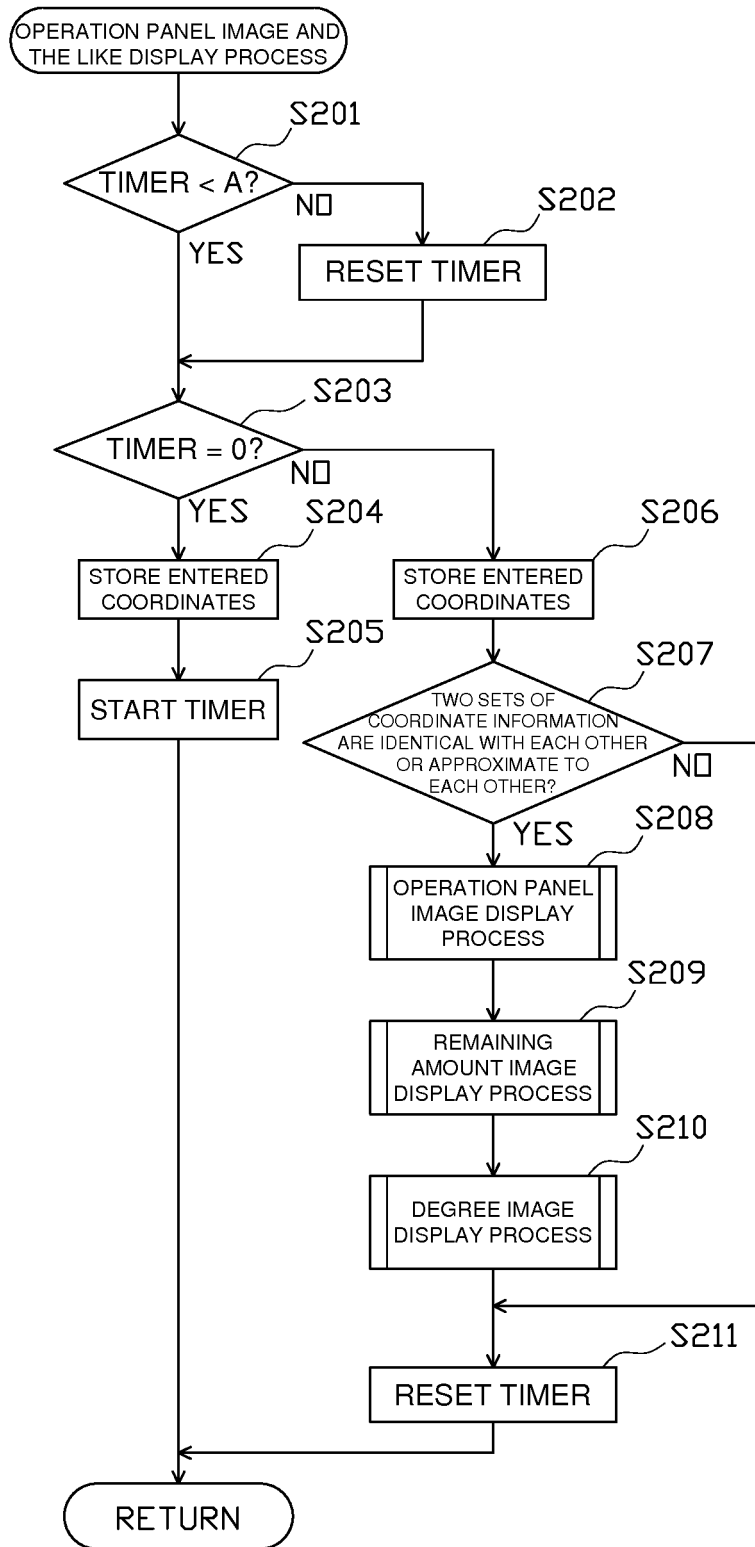 OPERATION PANEL IMAGE AND
THE LIKE DISPLAY PROCESS
S201
TIMER < A?
NO
YES
S202
RESET TIMER
S203
TIMER = 0?
NO
YES
S204
STORE ENTERED
COORDINATES
S205
START TIMER
S206
STORE ENTERED
COORDINATES
S207
TWO SETS OF
COORDINATE INFORMATION
ARE IDENTICAL WITH EACH OTHER
OR APPROXIMATE TO
EACH OTHER?
NO
YES
S208
OPERATION PANEL
IMAGE DISPLAY
PROCESS
S209
REMAINING
AMOUNT IMAGE
DISPLAY PROCESS
S210
DEGREE IMAGE
DISPLAY PROCESS
S211
RESET TIMER
RETURN